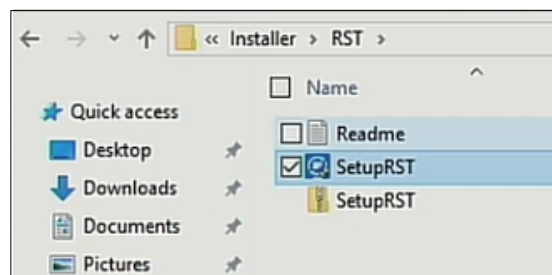 « Installer > RST >
Name
Quick access
Readme
Desktop
SetupRST
Downloads
SetupRST
Documents
Pictures